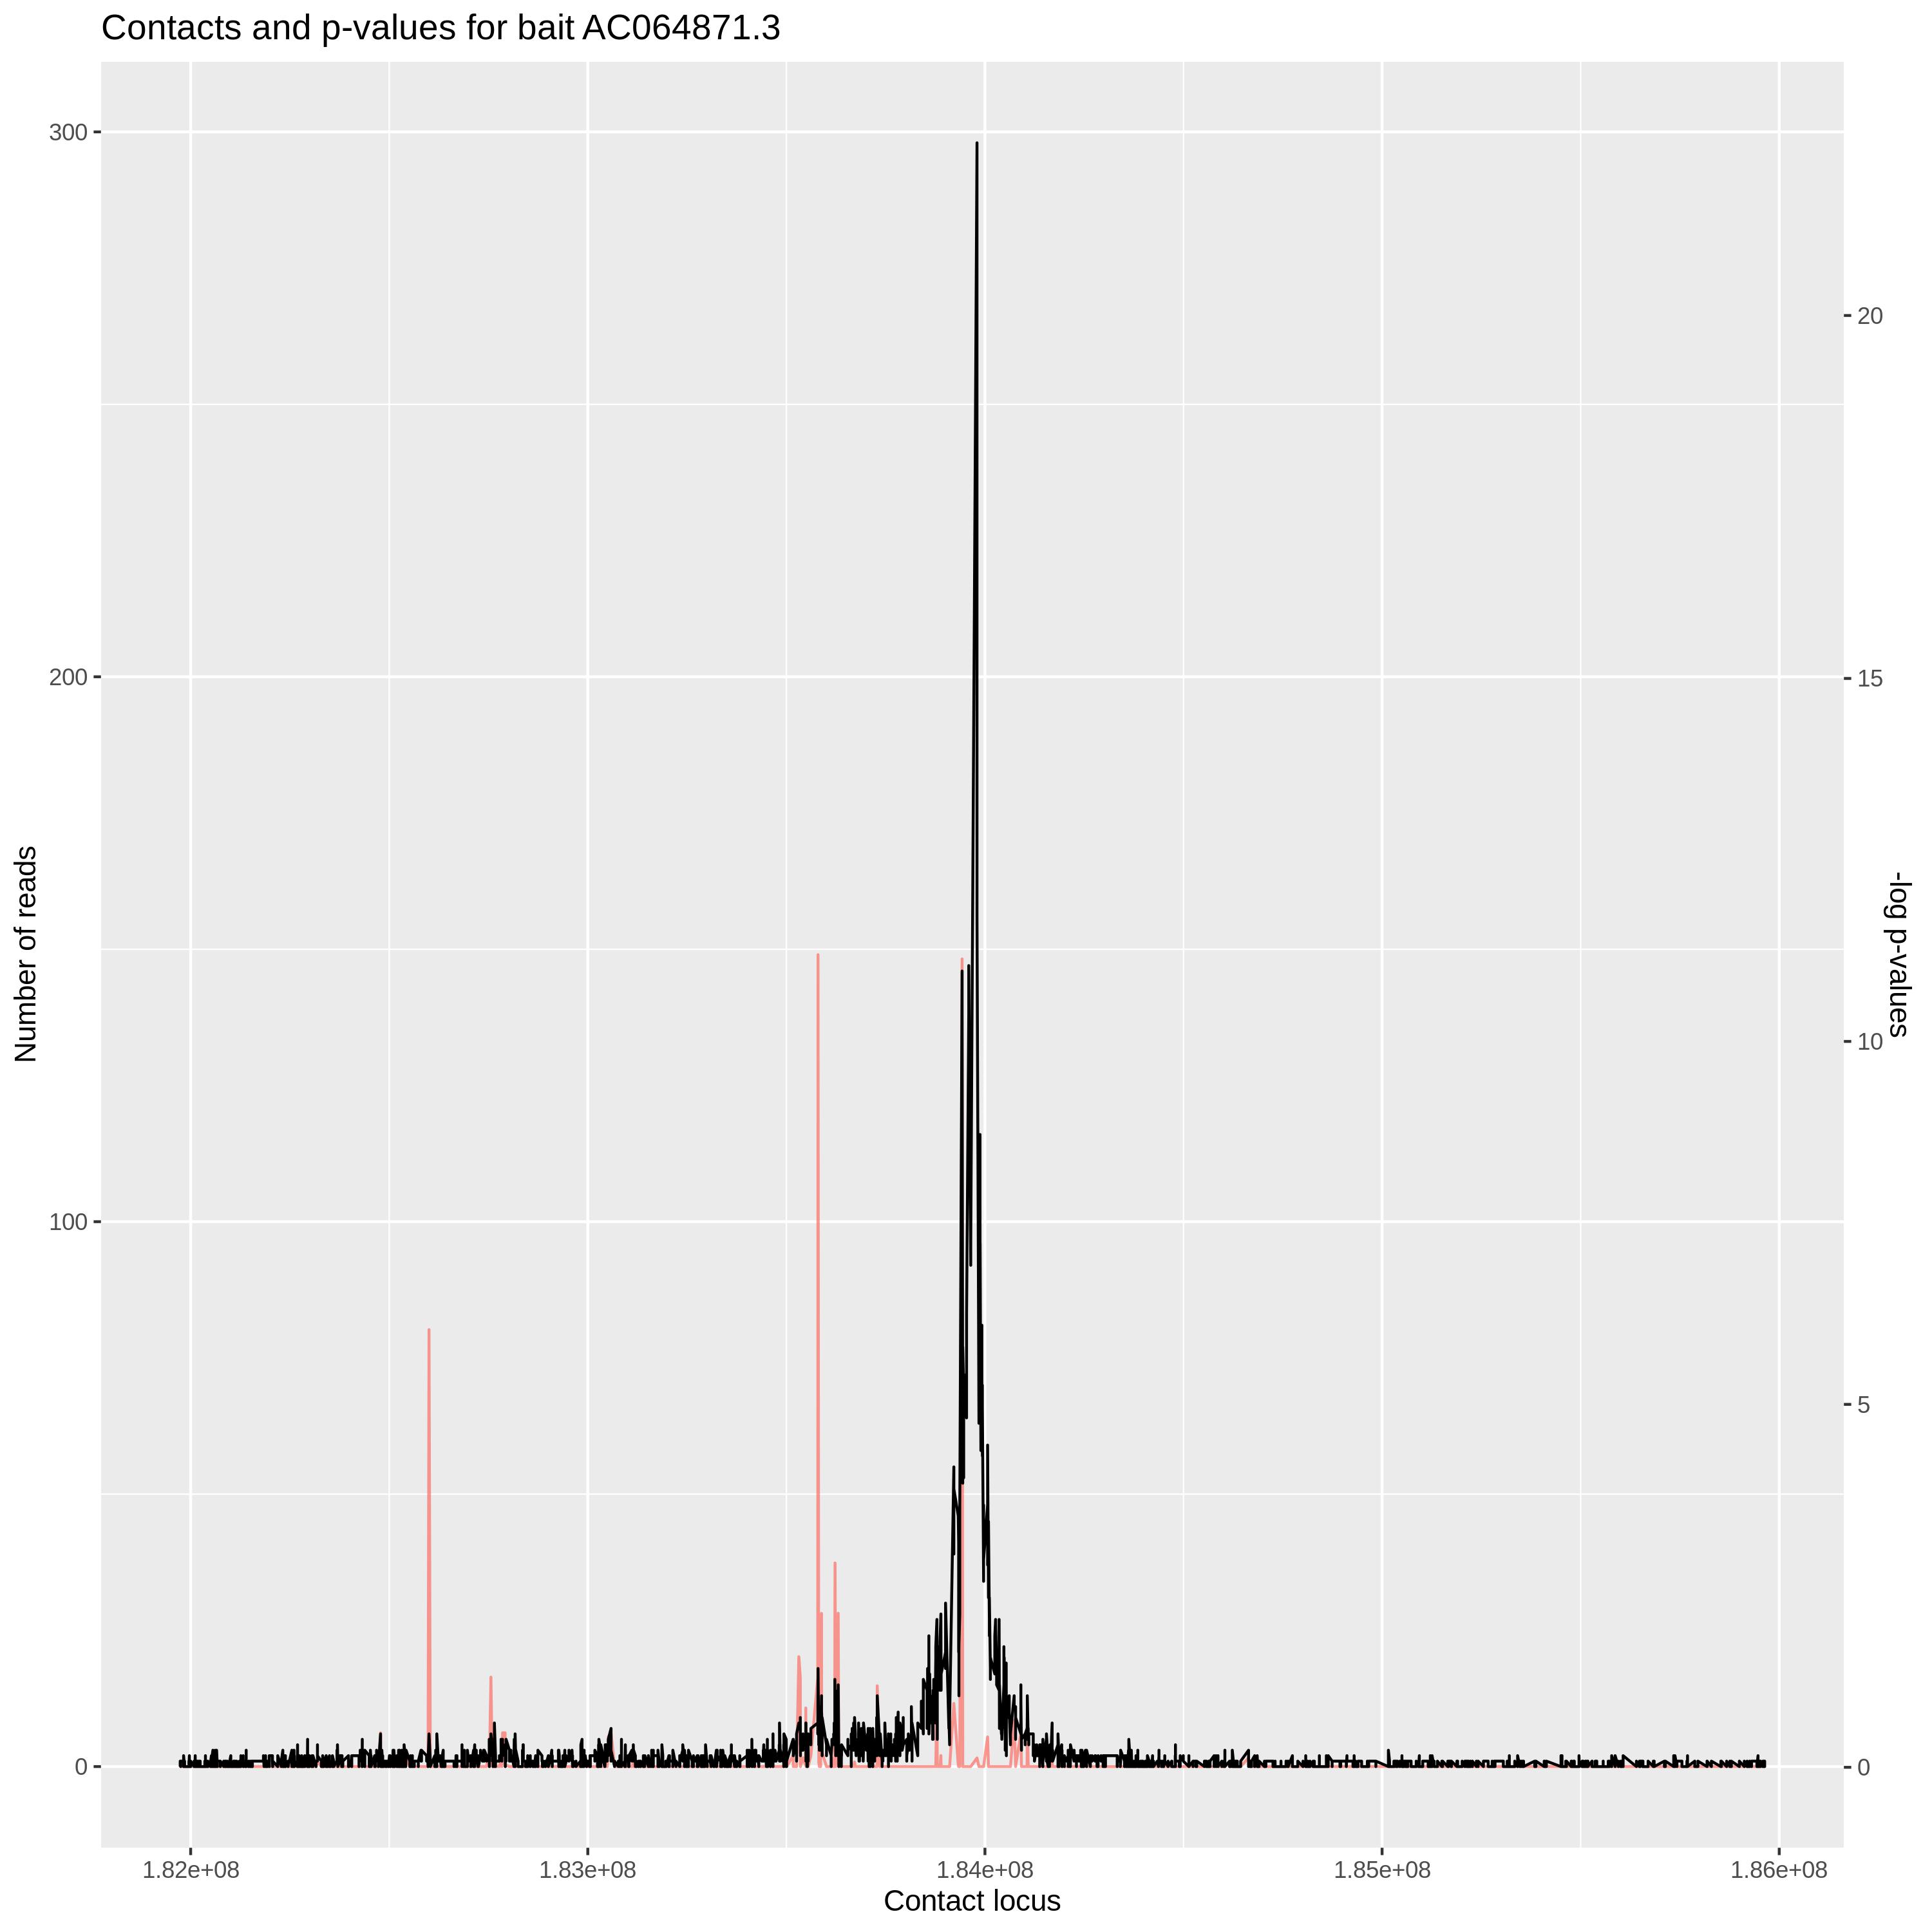 Contacts and p-values for bait AC064871.3
300
200
100
0
Number of reads
20
15
10
5
0
-log p-values
1.82e+08
1.83e+08
1.84e+08
1.85e+08
1.86e+08
Contact locus